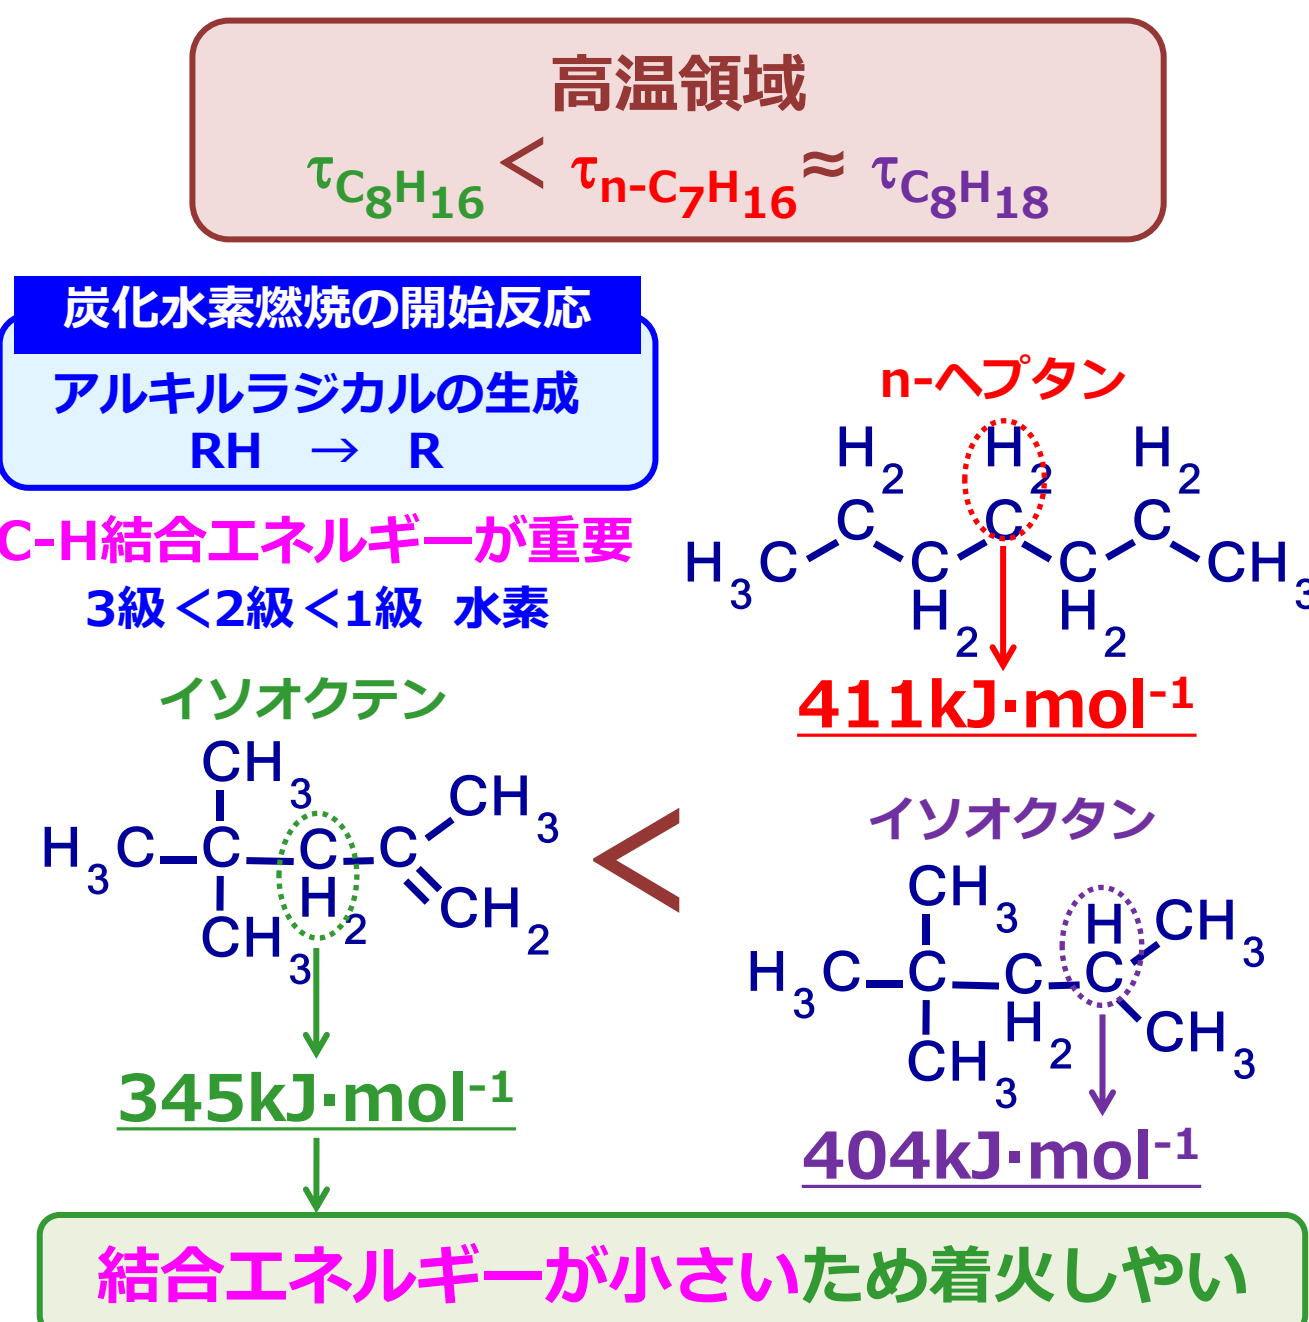 高温領域
τC8H16 < τn-C7H16 ≈ τC8H18
炭化水素燃焼の開始反応
アルキルラジカルの生成
RH → R
C-H結合エネルギーが重要
3級<2級<1級 水素
n-ヘプタン
H2 H2 H2
C C C
H3C C C CH3
H2 H2
411kJ·mol-1
イソオクテン
CH3
CH3
H3C C C C
H2
CH3 CH2
345kJ·mol-1
<
イソオクタン
CH3
H CH3
H3C C C C
H2
CH3 CH3
404kJ·mol-1
結合エネルギーが小さいため着火しやい